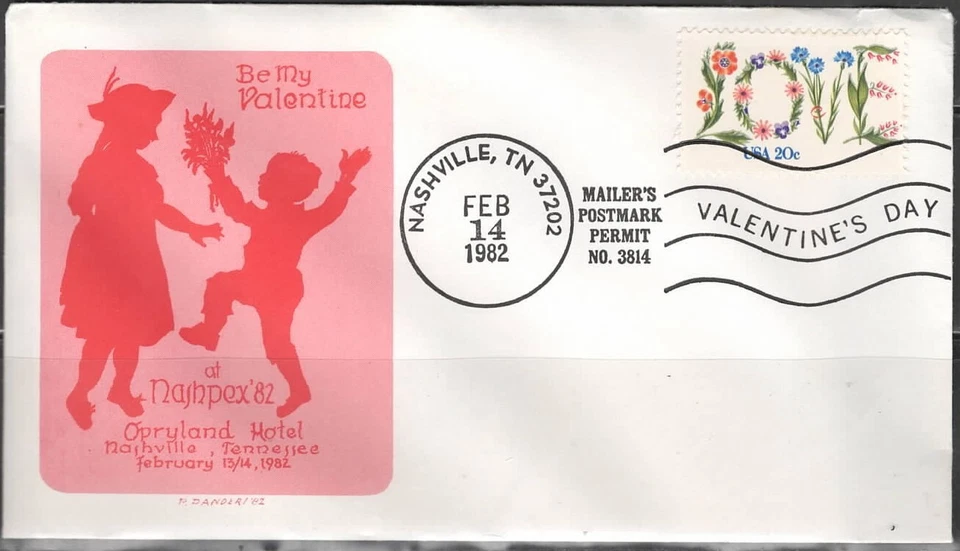 Be My
Valentine
at
Nashpex '82
Opryland Hotel
Nashville, Tennessee
February 13/14, 1982
NASHVILLE, TN 37202
FEB
14
1982
MAILER'S
POSTMARK
PERMIT
NO. 3814
LOVE
USA 20c
VALENTINE'S DAY